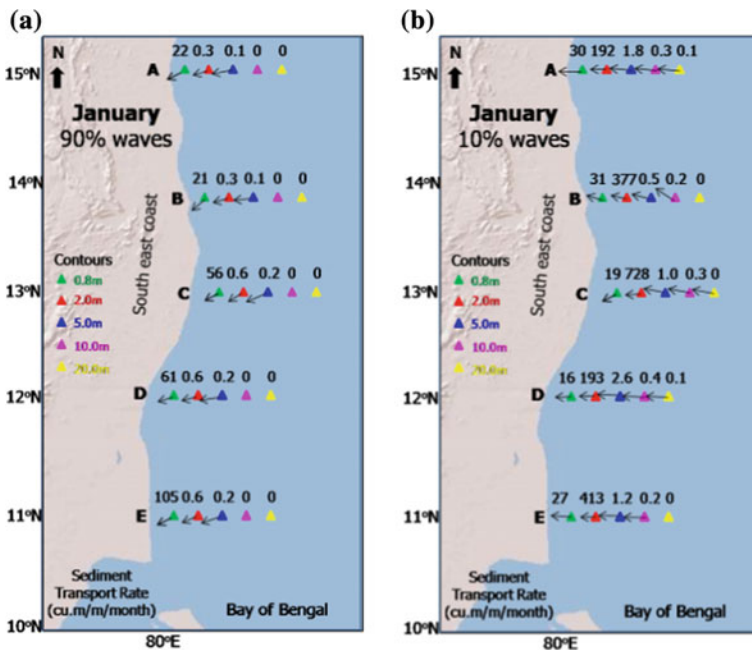 (a)
N
15°N
22 0.3 0.1 0 0
A
January
90% waves
14°N
21 0.3 0.1 0 0
B
South east coast
Contours
0.8m
2.0m
5.0m
10.0m
13°N
56 0.6 0.2 0 0
C
61 0.6 0.2 0 0
D
12°N
105 0.6 0.2 0 0
E
11°N
Sediment
Transport Rate
(cu.m/m/month)
Bay of Bengal
10°N
80°E
(b)
N
15°N
30 192 1.8 0.3 0.1
A
January
10% waves
14°N
31 377 0.5 0.2 0
B
South east coast
Contours
0.8m
2.0m
5.0m
10.0m
13°N
19 728 1.0 0.3 0
C
16 193 2.6 0.4 0.1
D
12°N
27 413 1.2 0.2 0
E
11°N
Sediment
Transport Rate
(cu.m/m/month)
Bay of Bengal
10°N
80°E